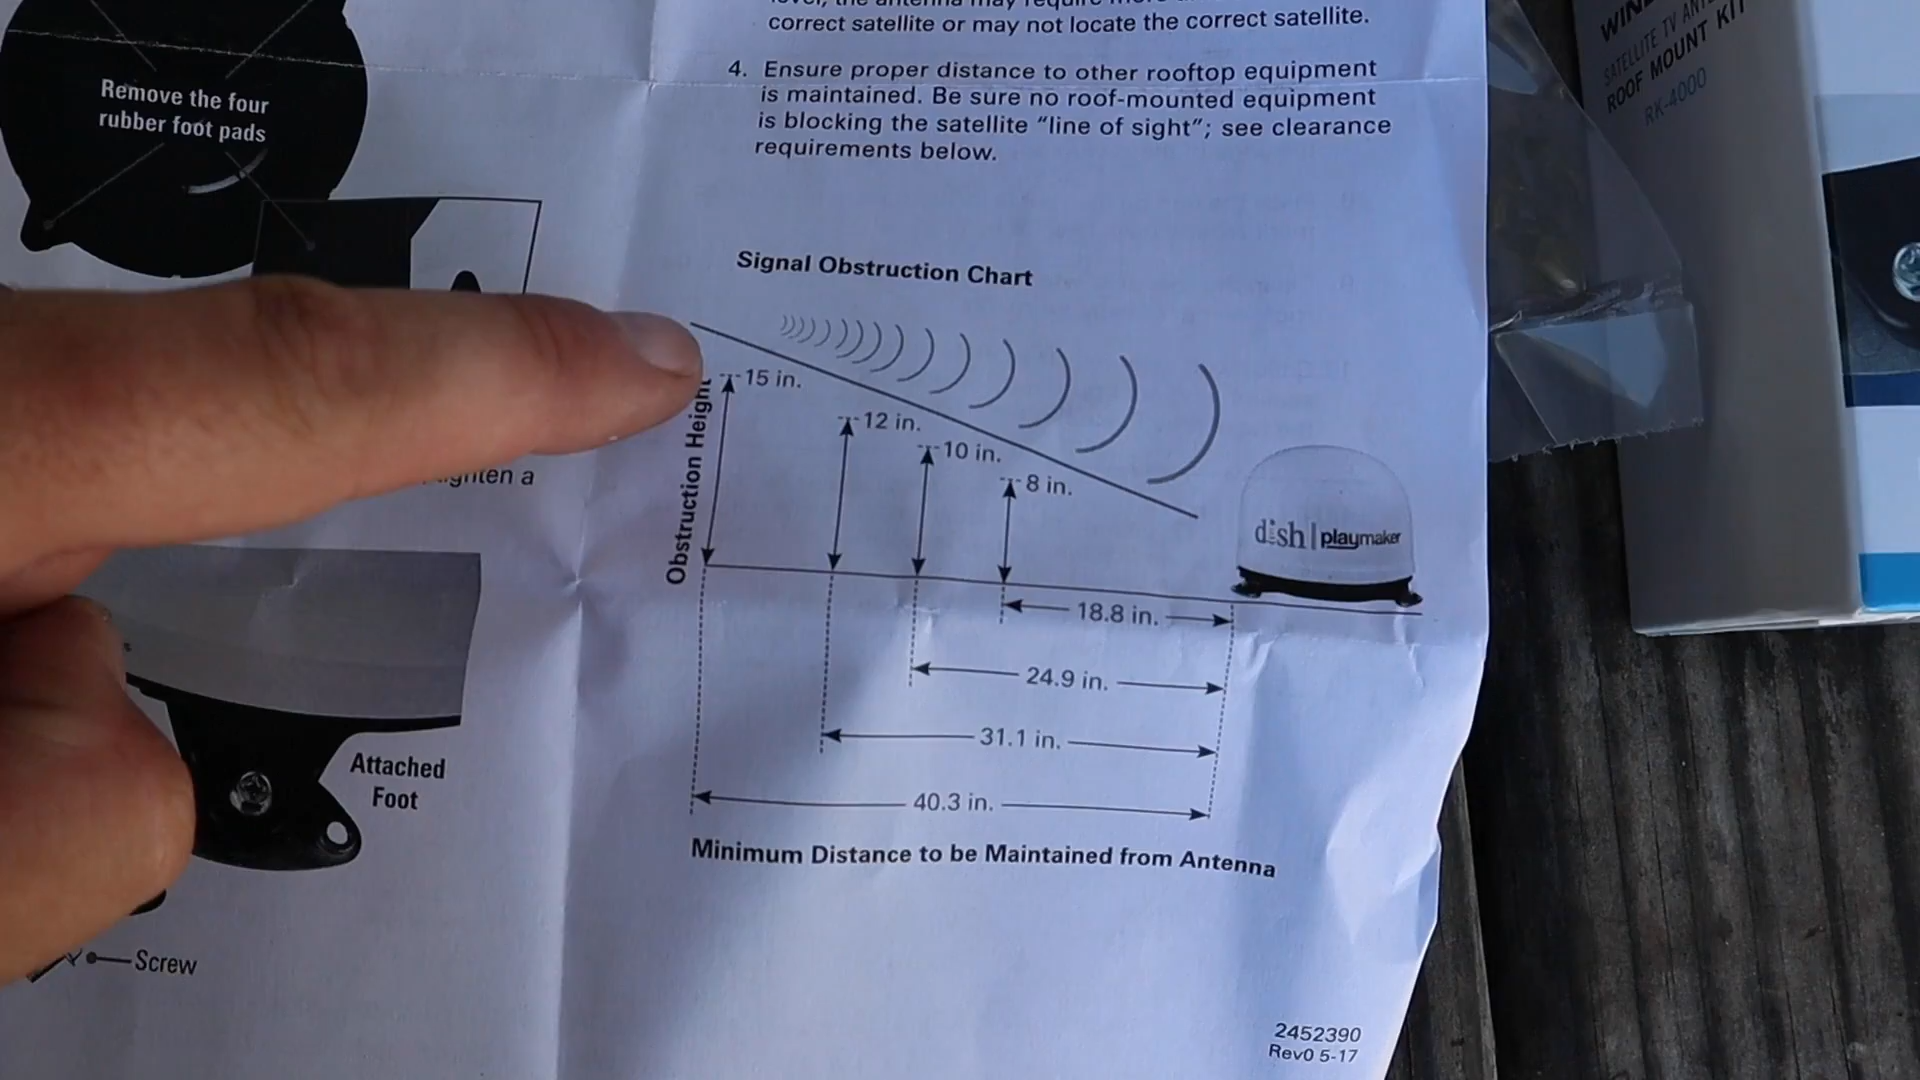 correct satellite or may not locate the correct satellite.
4. Ensure proper distance to other rooftop equipment
is maintained. Be sure no roof-mounted equipment
is blocking the satellite “line of sight”; see clearance
requirements below.
Remove the four
rubber foot pads
Signal Obstruction Chart
15 in.
12 in.
10 in.
8 in.
Obstruction Height
dish | playmaker
18.8 in.
24.9 in.
31.1 in.
40.3 in.
Minimum Distance to be Maintained from Antenna
a
Attached
Foot
Screw
2452390
Rev0 5-17
SATELLITE TV
ROOF MOUNT KIT
RK-4000